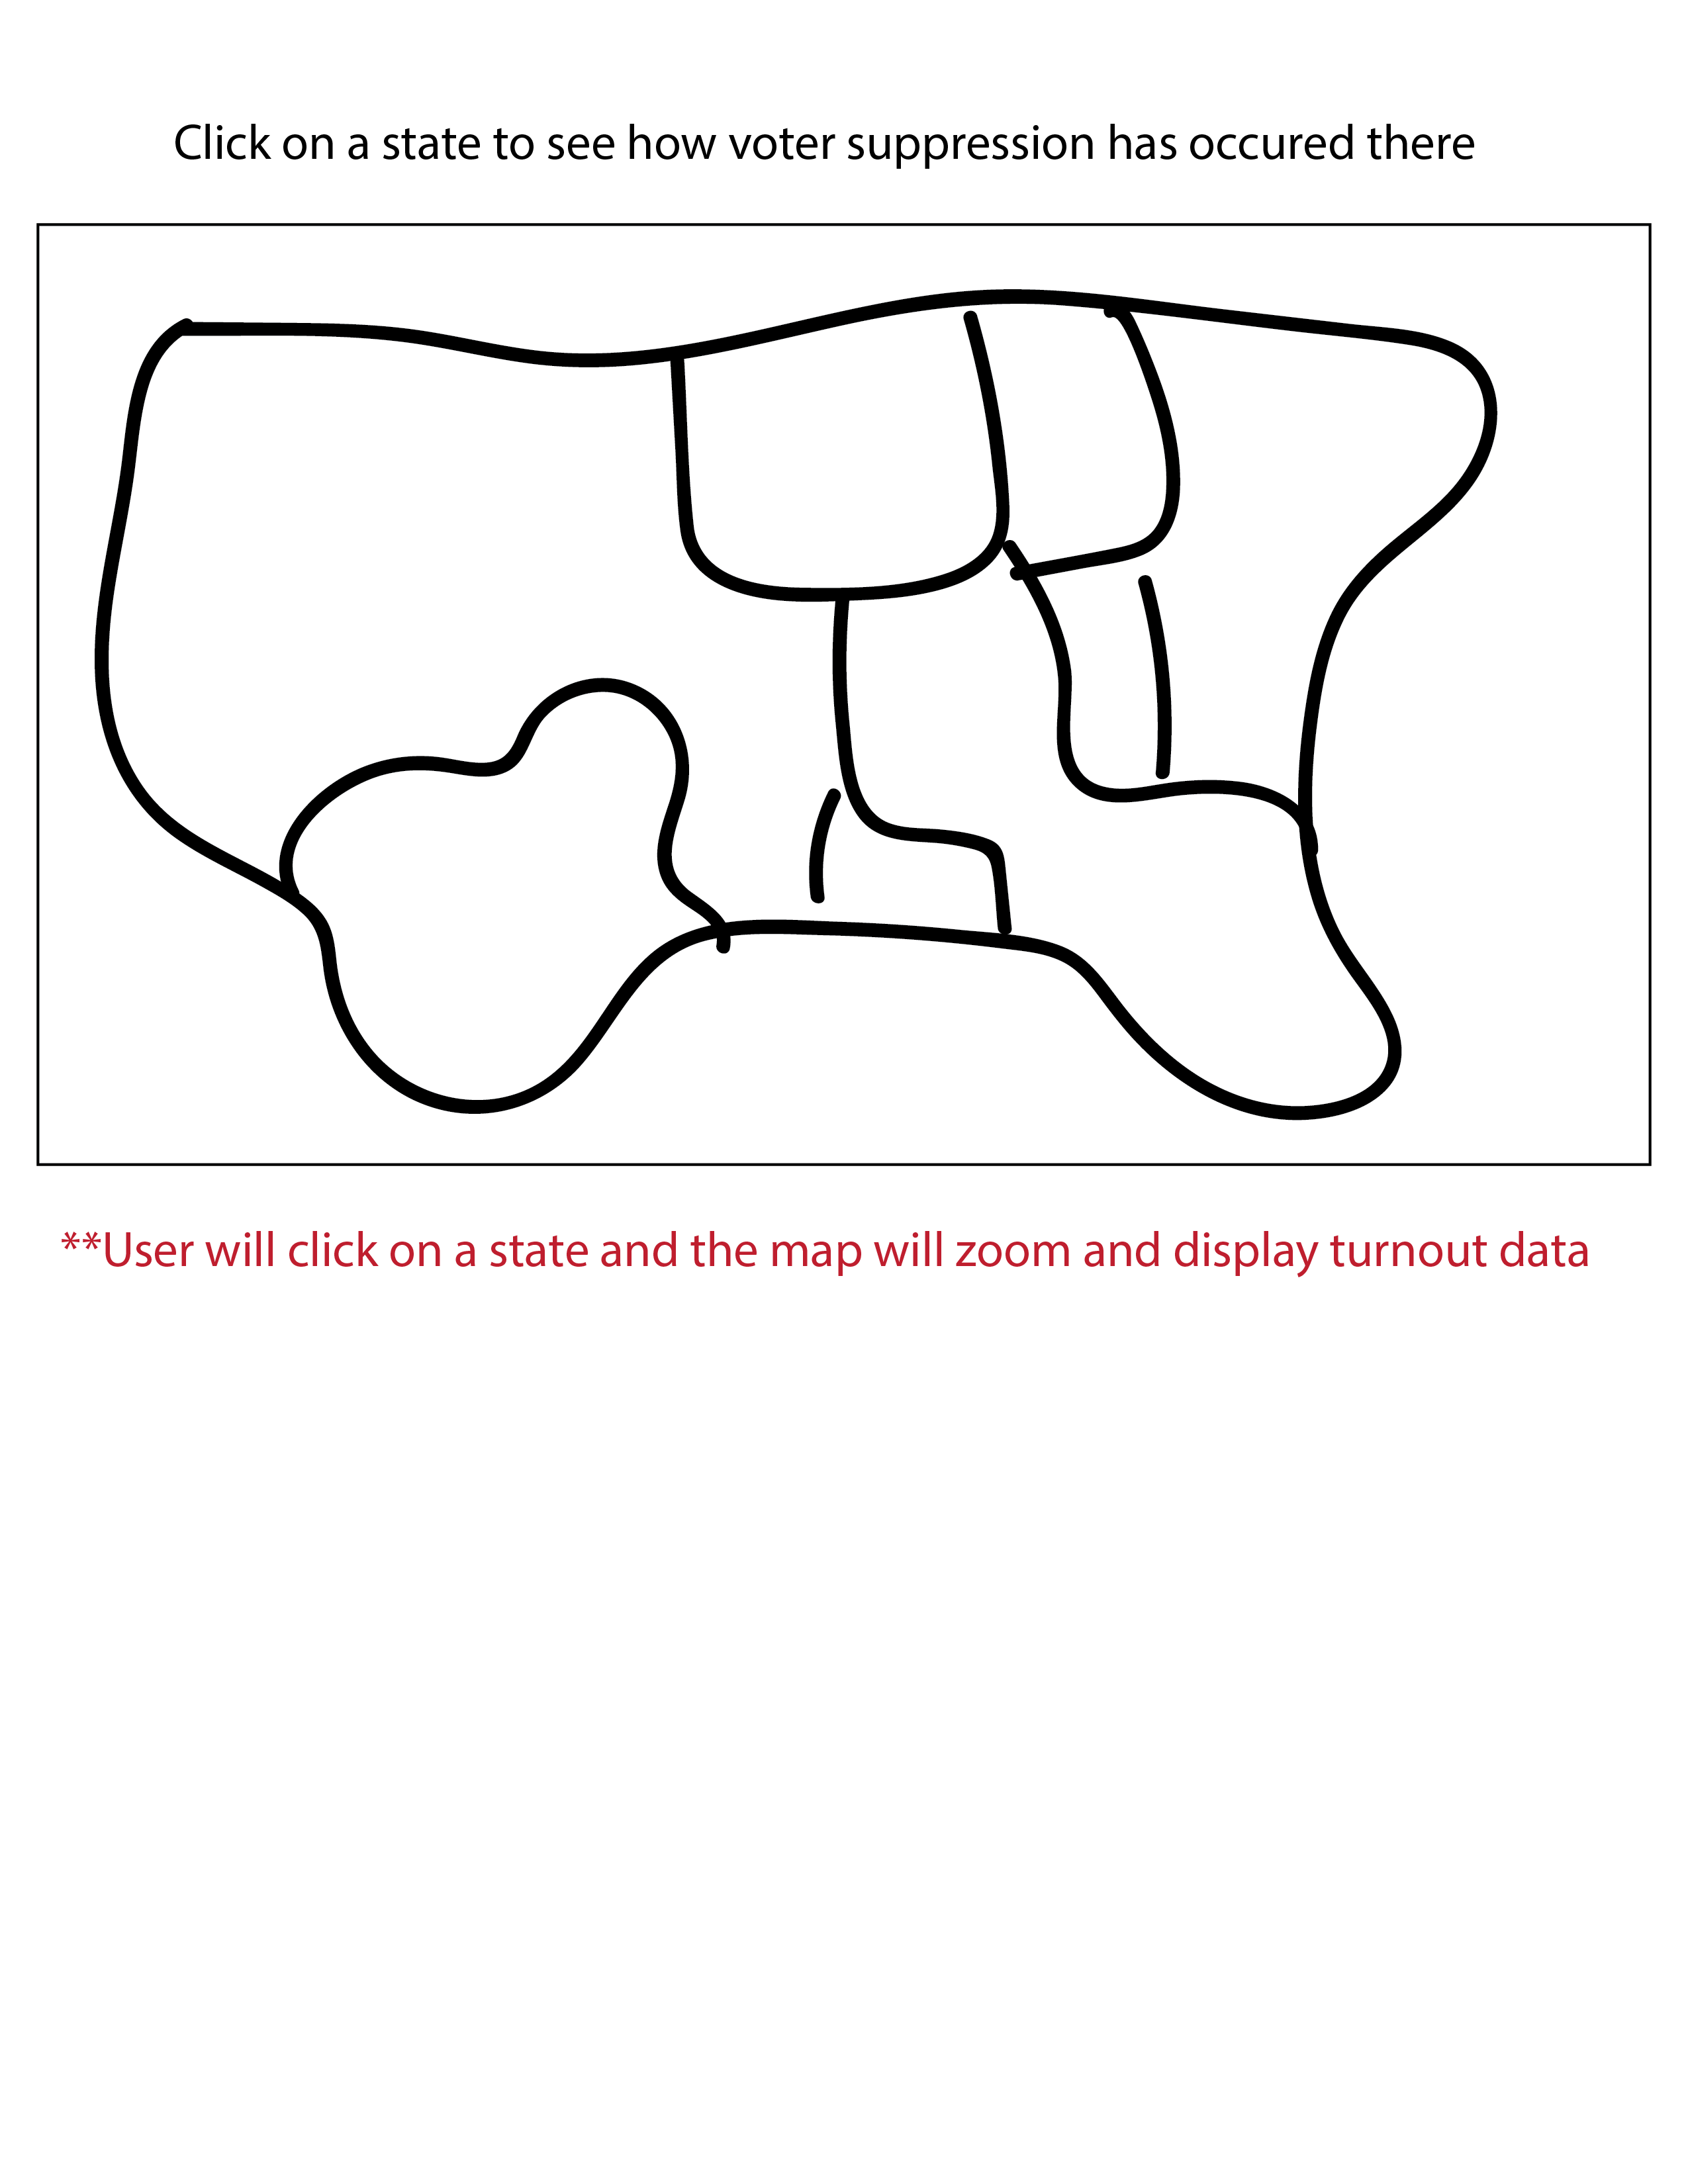 Click on a state to see how voter suppression has occured there
**User will click on a state and the map will zoom and display turnout data